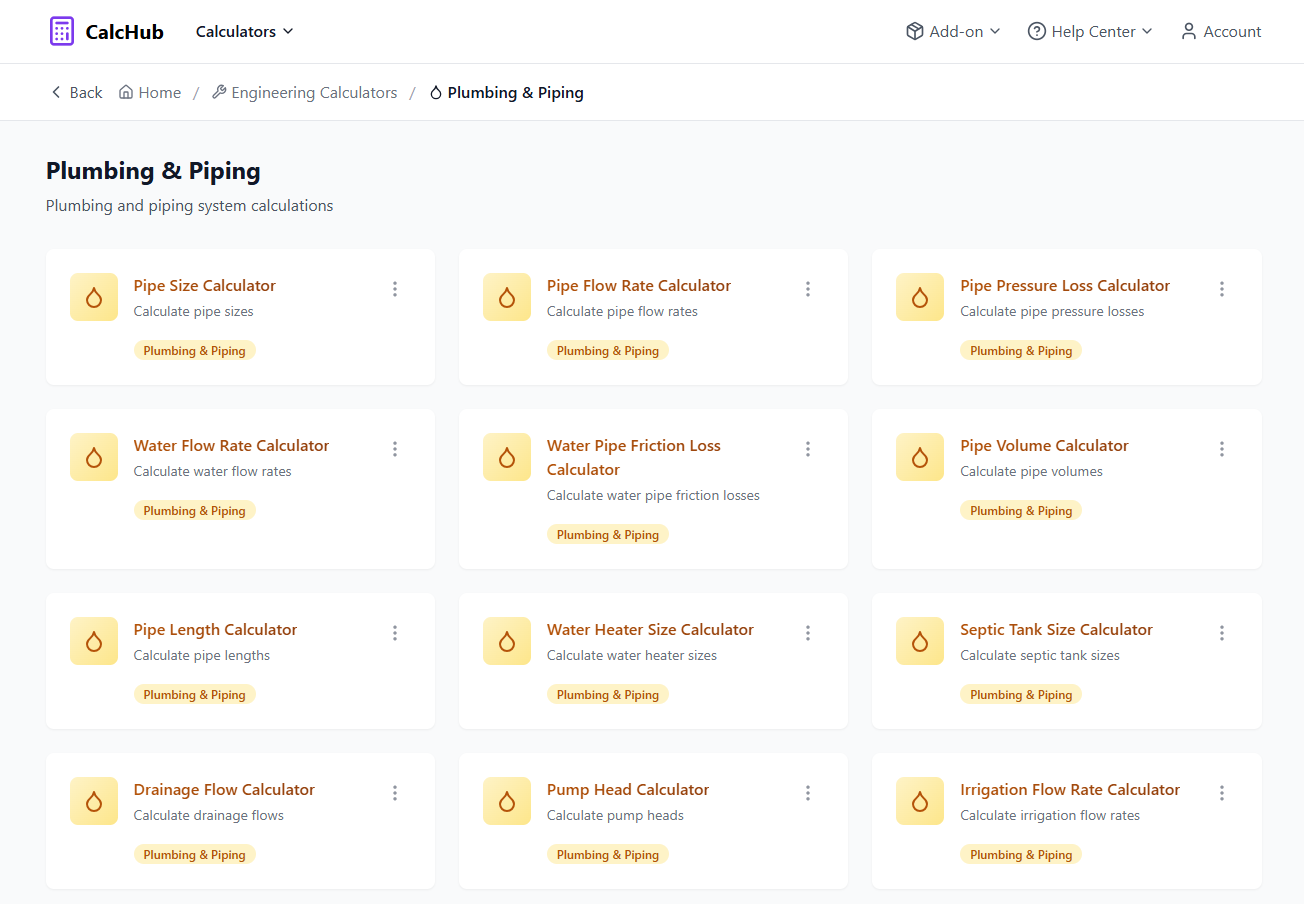 CalcHub
Calculators
Add-on
Help Center
Account
Back
Home
/
Engineering Calculators
/
Plumbing & Piping
Plumbing & Piping
Plumbing and piping system calculations
Pipe Size Calculator
Calculate pipe sizes
Plumbing & Piping
Pipe Flow Rate Calculator
Calculate pipe flow rates
Plumbing & Piping
Pipe Pressure Loss Calculator
Calculate pipe pressure losses
Plumbing & Piping
Water Flow Rate Calculator
Calculate water flow rates
Plumbing & Piping
Water Pipe Friction Loss
Calculator
Calculate water pipe friction losses
Plumbing & Piping
Pipe Volume Calculator
Calculate pipe volumes
Plumbing & Piping
Pipe Length Calculator
Calculate pipe lengths
Plumbing & Piping
Water Heater Size Calculator
Calculate water heater sizes
Plumbing & Piping
Septic Tank Size Calculator
Calculate septic tank sizes
Plumbing & Piping
Drainage Flow Calculator
Calculate drainage flows
Plumbing & Piping
Pump Head Calculator
Calculate pump heads
Plumbing & Piping
Irrigation Flow Rate Calculator
Calculate irrigation flow rates
Plumbing & Piping